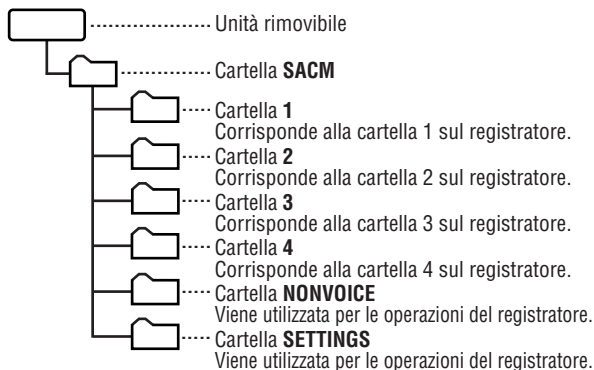 Unità rimovibile
Cartella SACM
Cartella 1
Corrisponde alla cartella 1 sul registratore.
Cartella 2
Corrisponde alla cartella 2 sul registratore.
Cartella 3
Corrisponde alla cartella 3 sul registratore.
Cartella 4
Corrisponde alla cartella 4 sul registratore.
Cartella NONVOICE
Viene utilizzata per le operazioni del registratore.
Cartella SETTINGS
Viene utilizzata per le operazioni del registratore.